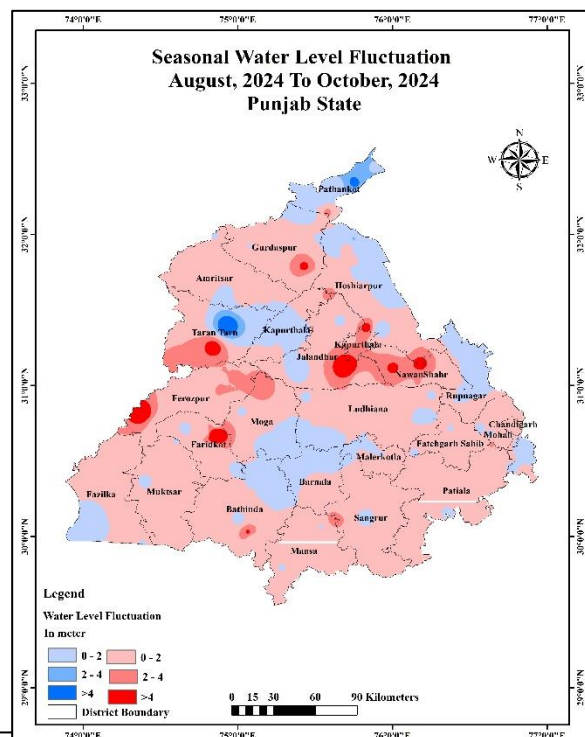 74°0'0"E 75°0'0"E 76°0'0"E 77°0'0"E
Seasonal Water Level Fluctuation
August, 2024 To October, 2024
Punjab State
33°0'0"N 33°0'0"N
N
W E
S
Pathankot
32°0'0"N 32°0'0"N
Gurdaspur
Amritsar
Hoshiarpur
Taran Tarn
Kapurthala
Kapurthala
Jalandhar
NawanShahr
31°0'0"N 31°0'0"N
Rupnagar
Ferozpur
Ludhiana
Moga
Chandigarh
Mohali
Faridkot
Fatehgarh Sahib
Malerkotla
Barnala
Fazilka
Muktsar
Patiala
Bathinda
Sangrur
30°0'0"N 30°0'0"N
Mansa
Legend
Water Level Fluctuation
In meter
0 - 2 0 - 2
2 - 4 2 - 4
>4 >4
District Boundary
0 15 30 60 90 Kilometers
29°0'0"N 29°0'0"N
74°0'0"E 75°0'0"E 76°0'0"E 77°0'0"E